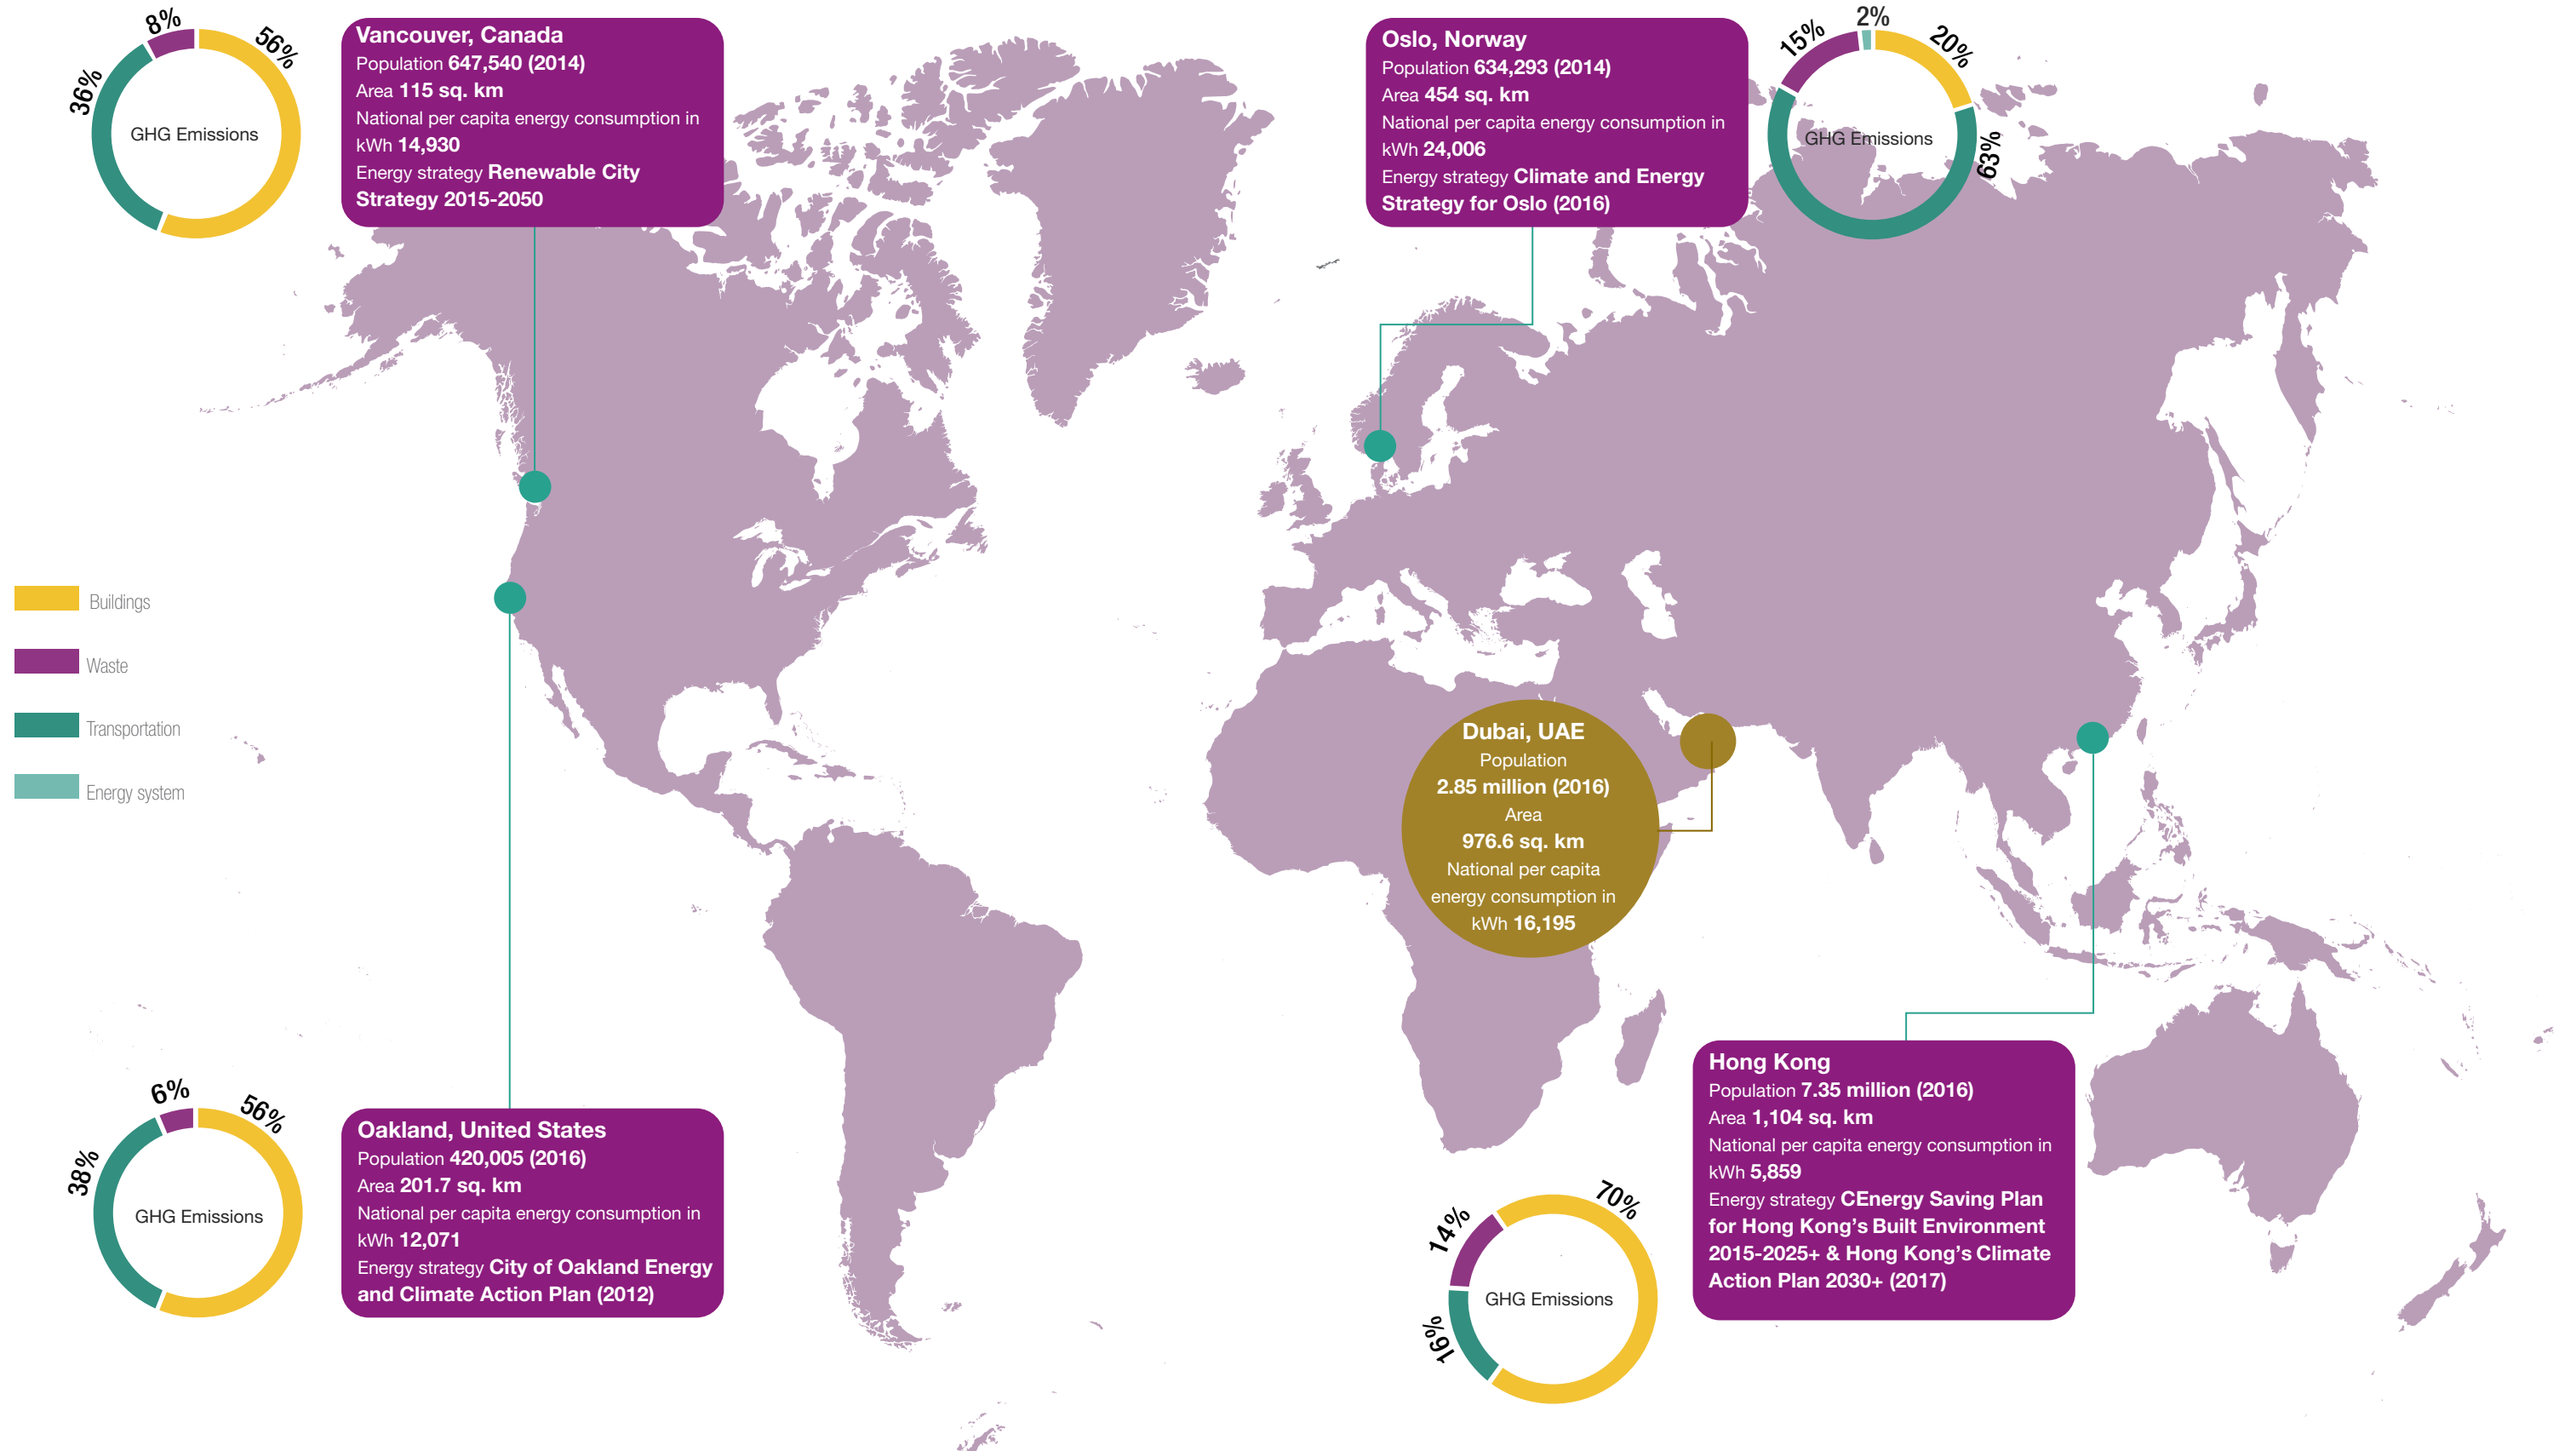 8%
56%
36%
GHG Emissions
Vancouver, Canada
Population 647,540 (2014)
Area 115 sq. km
National per capita energy consumption in
kWh 14,930
Energy strategy Renewable City
Strategy 2015-2050
Oslo, Norway
Population 634,293 (2014)
Area 454 sq. km
National per capita energy consumption in
kWh 24,006
Energy strategy Climate and Energy
Strategy for Oslo (2016)
2%
15%
20%
63%
GHG Emissions
Buildings
Waste
Transportation
Energy system
Dubai, UAE
Population
2.85 million (2016)
Area
976.6 sq. km
National per capita
energy consumption in
kWh 16,195
6%
56%
38%
GHG Emissions
Oakland, United States
Population 420,005 (2016)
Area 201.7 sq. km
National per capita energy consumption in
kWh 12,071
Energy strategy City of Oakland Energy
and Climate Action Plan (2012)
70%
14%
16%
GHG Emissions
Hong Kong
Population 7.35 million (2016)
Area 1,104 sq. km
National per capita energy consumption in
kWh 5,859
Energy strategy CEnergy Saving Plan
for Hong Kong's Built Environment
2015-2025+ & Hong Kong's Climate
Action Plan 2030+ (2017)